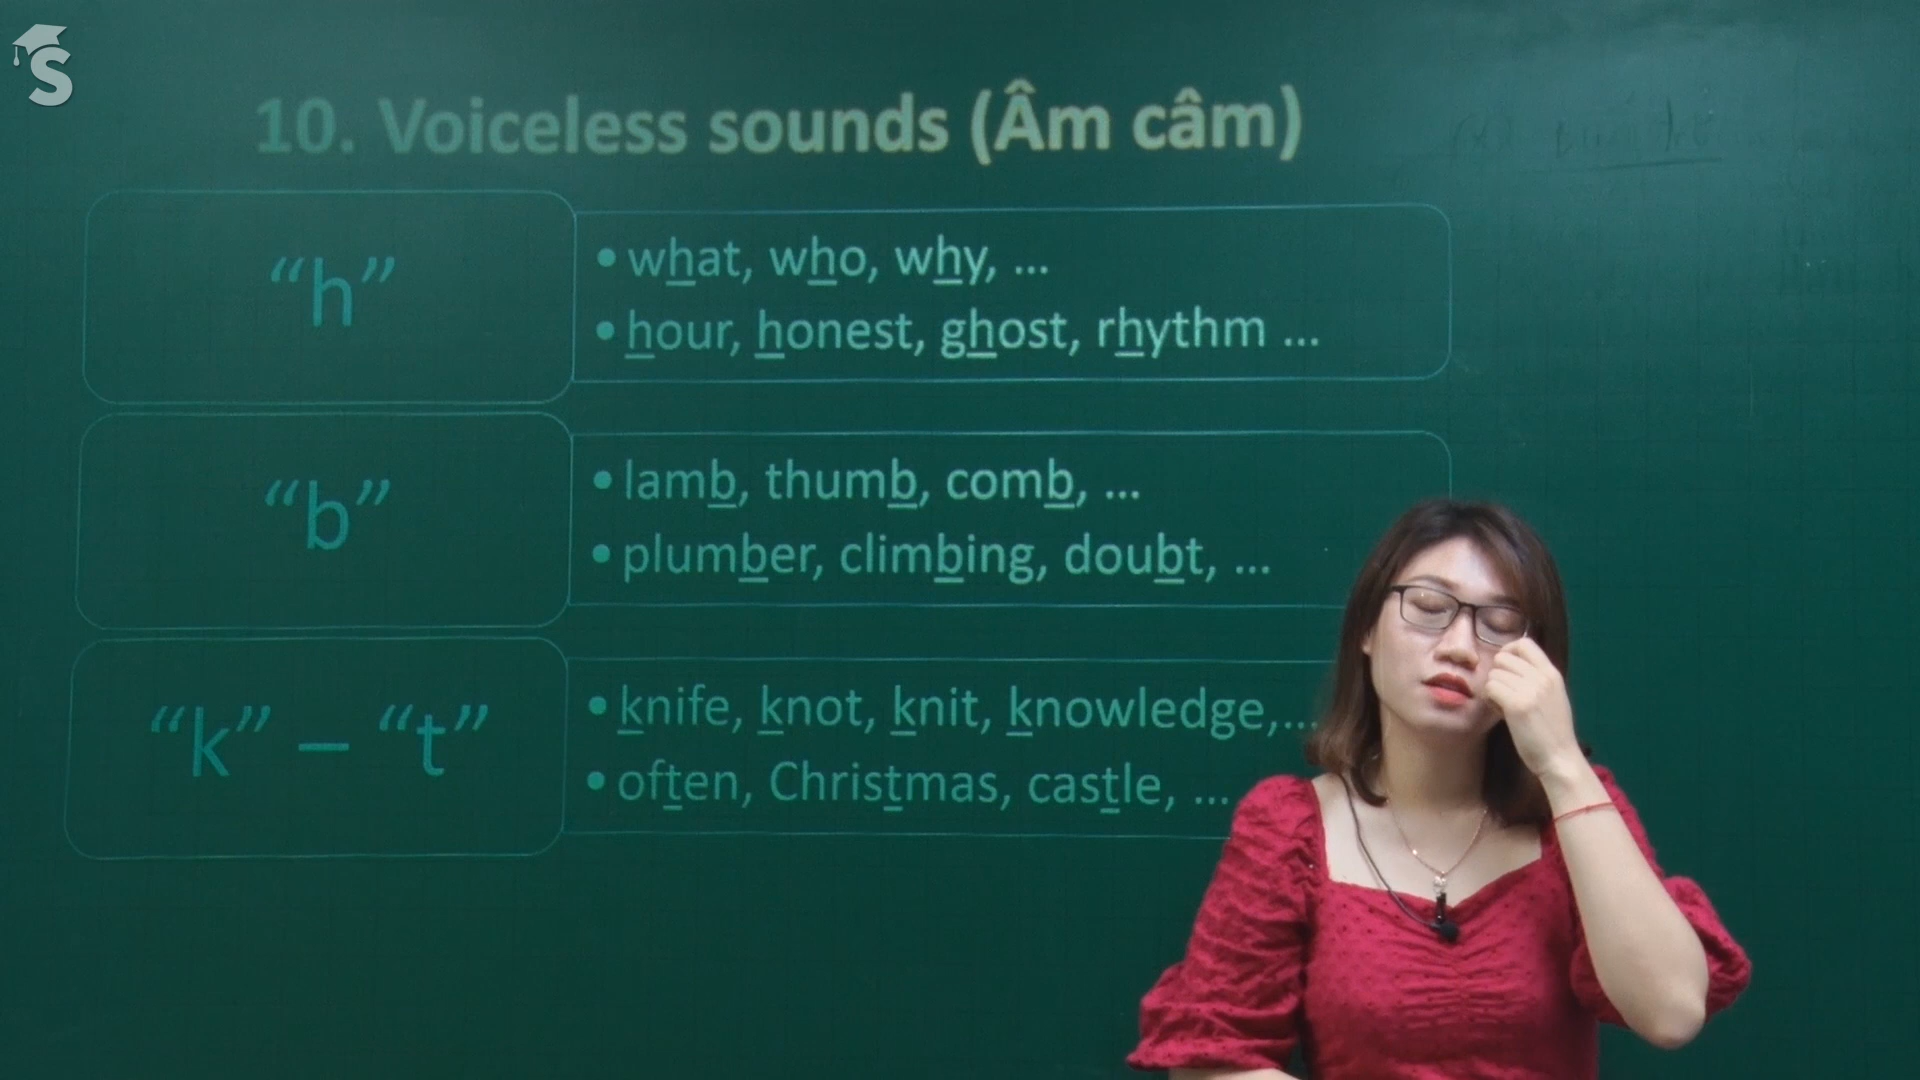 S
10. Voiceless sounds (Âm câm)
“h”
• what, who, why, ...
• hour, honest, ghost, rhythm ...
“b”
• lamb, thumb, comb, ...
• plumber, climbing, doubt, ...
“k” – “t”
• knife, knot, knit, knowledge,...
• often, Christmas, castle, ...